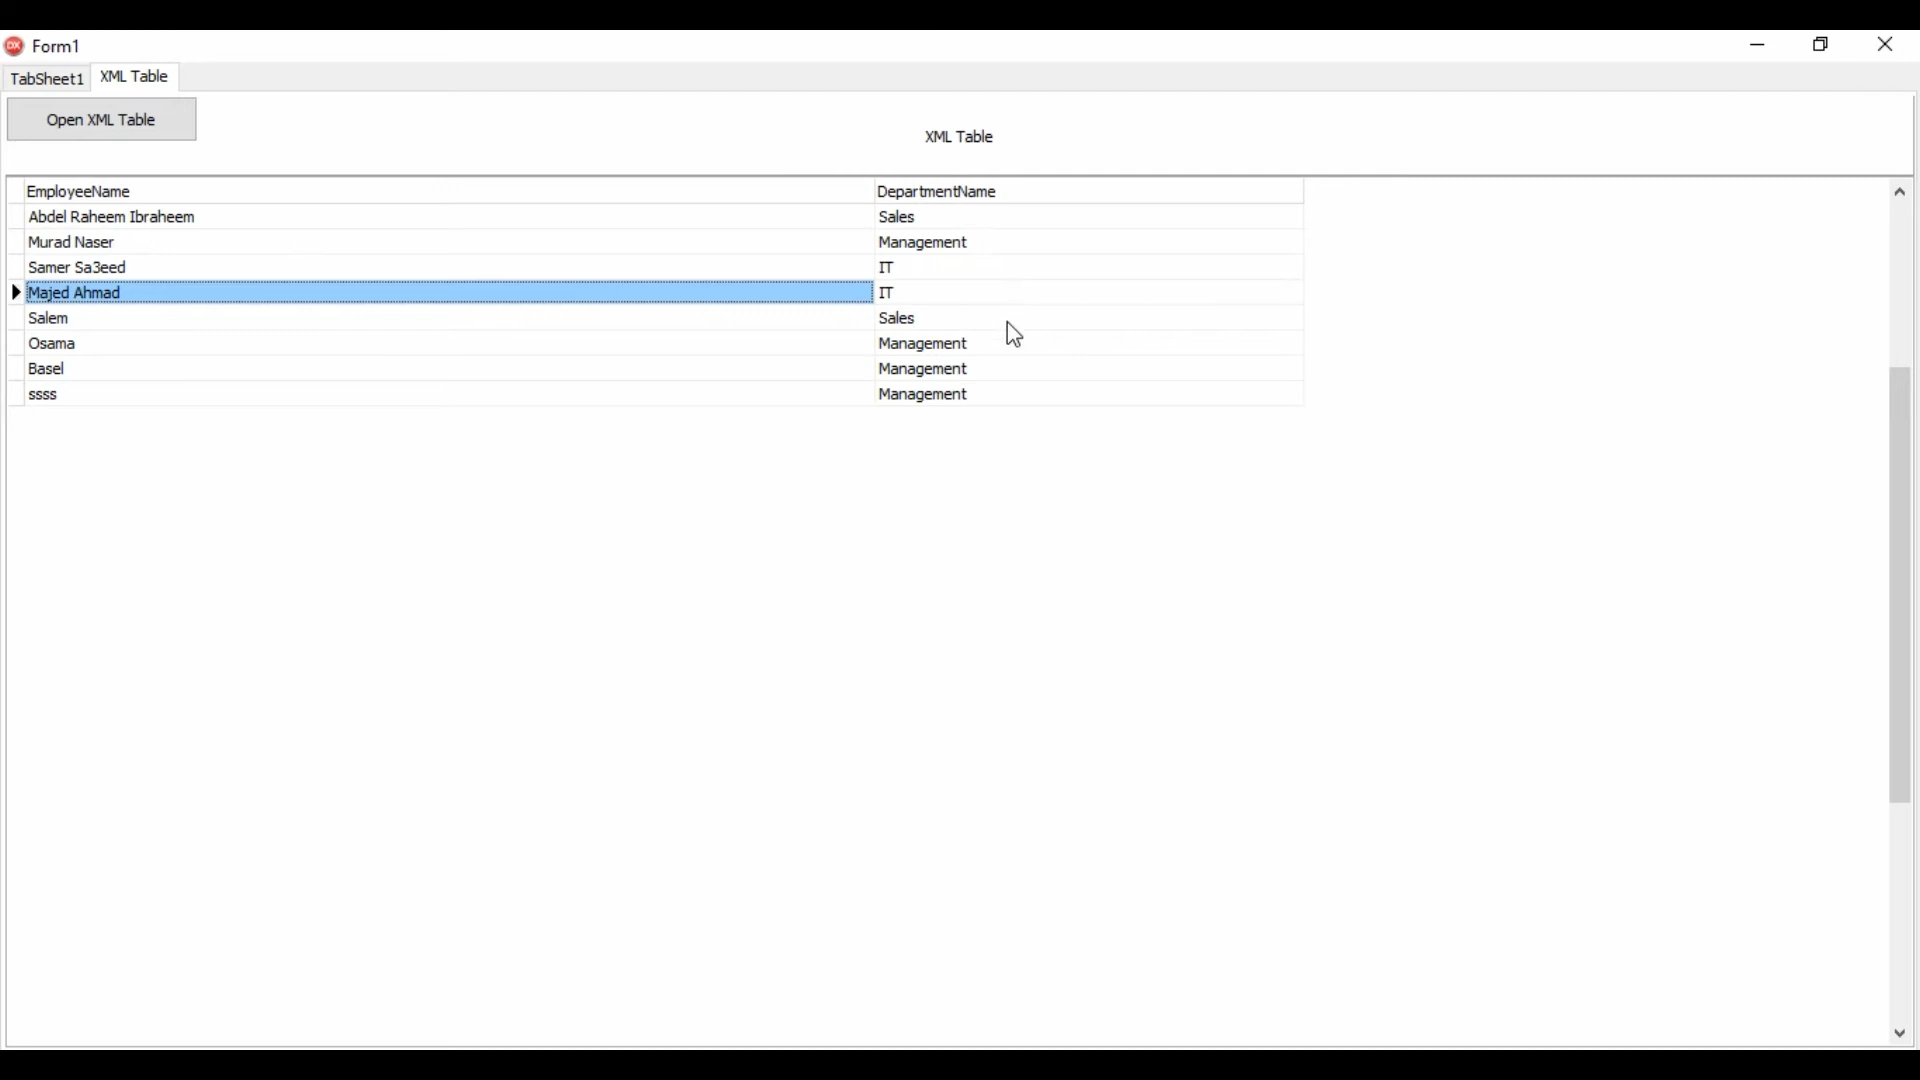 Form1
TabSheet1 XML Table
Open XML Table
XML Table
EmployeeName DepartmentName
Abdel Raheem Ibraheem Sales
Murad Naser Management
Samer Sa3eed IT
Majed Ahmad IT
Salem Sales
Osama Management
Basel Management
ssss Management